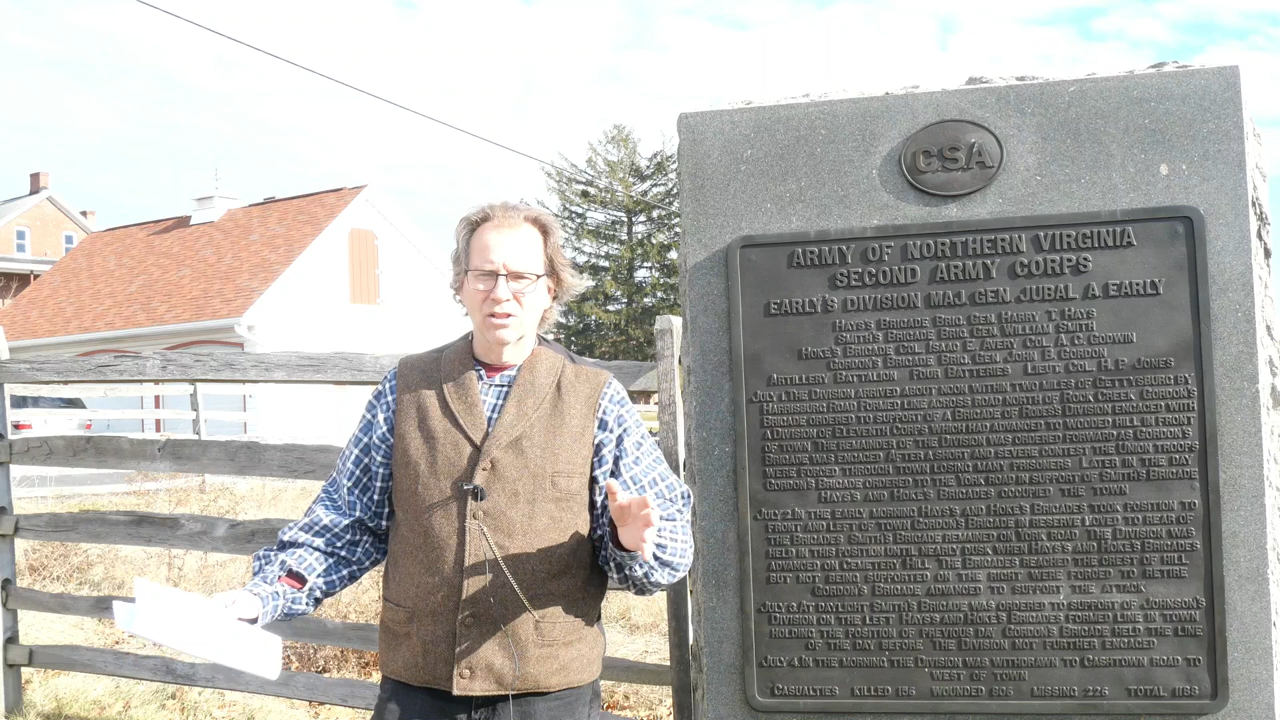 CSA
ARMY OF NORTHERN VIRGINIA
SECOND ARMY CORPS
EARLY'S DIVISION MAJ. GEN. JUBAL A. EARLY
HAYS'S BRIGADE BRIG. GEN. HARRY T. HAYS
SMITH'S BRIGADE BRIG. GEN. WILLIAM SMITH
HOKE'S BRIGADE COL. ISAAC E. AVERY COL. A. C. GODWIN
GORDON'S BRIGADE BRIG. GEN. JOHN B. GORDON
ARTILLERY BATTALION FOUR BATTERIES LIEUT. COL. H. P. JONES
JULY 1. THE DIVISION ARRIVED ABOUT NOON WITHIN TWO MILES OF GETTYSBURG BY
HARRISBURG ROAD FORMED LINE ACROSS ROAD NORTH OF ROCK CREEK GORDON'S
BRIGADE ORDERED TO SUPPORT OF A BRIGADE OF RODES'S DIVISION ENGAGED WITH
A DIVISION OF ELEVENTH CORPS WHICH HAD ADVANCED TO WOODED HILL IN FRONT
OF TOWN THE REMAINDER OF THE DIVISION WAS ORDERED FORWARD AS GORDON'S
BRIGADE WAS ENGAGED AFTER A SHORT AND SEVERE CONTEST THE UNION TROOPS
WERE FORCED THROUGH TOWN LOSING MANY PRISONERS LATER IN THE DAY
GORDON'S BRIGADE ORDERED TO THE YORK ROAD IN SUPPORT OF SMITH'S BRIGADE
HAYS'S AND HOKE'S BRIGADES OCCUPIED THE TOWN
JULY 2. IN THE EARLY MORNING HAYS'S AND HOKE'S BRIGADES TOOK POSITION TO
FRONT AND LEFT OF TOWN GORDON'S BRIGADE IN RESERVE MOVED TO REAR OF
THE BRIGADES SMITH'S BRIGADE REMAINED ON YORK ROAD THE DIVISION WAS
HELD IN THIS POSITION UNTIL NEARLY DUSK WHEN HAYS'S AND HOKE'S BRIGADES
ADVANCED ON CEMETERY HILL THE BRIGADES REACHED THE CREST OF HILL
BUT NOT BEING SUPPORTED ON THE RIGHT WERE FORCED TO RETIRE
GORDON'S BRIGADE ADVANCED TO SUPPORT THE ATTACK
JULY 3. AT DAYLIGHT SMITH'S BRIGADE WAS ORDERED TO SUPPORT OF JOHNSON'S
DIVISION ON THE LEFT HAYS'S AND HOKE'S BRIGADES FORMED LINE IN TOWN
HOLDING THE POSITION OF PREVIOUS DAY GORDON'S BRIGADE HELD THE LINE
OF THE DAY BEFORE THE DIVISION NOT FURTHER ENGAGED
JULY 4. IN THE MORNING THE DIVISION WAS WITHDRAWN TO CASHTOWN ROAD TO
WEST OF TOWN
CASUALTIES KILLED 156 WOUNDED 806 MISSING 226 TOTAL 1188